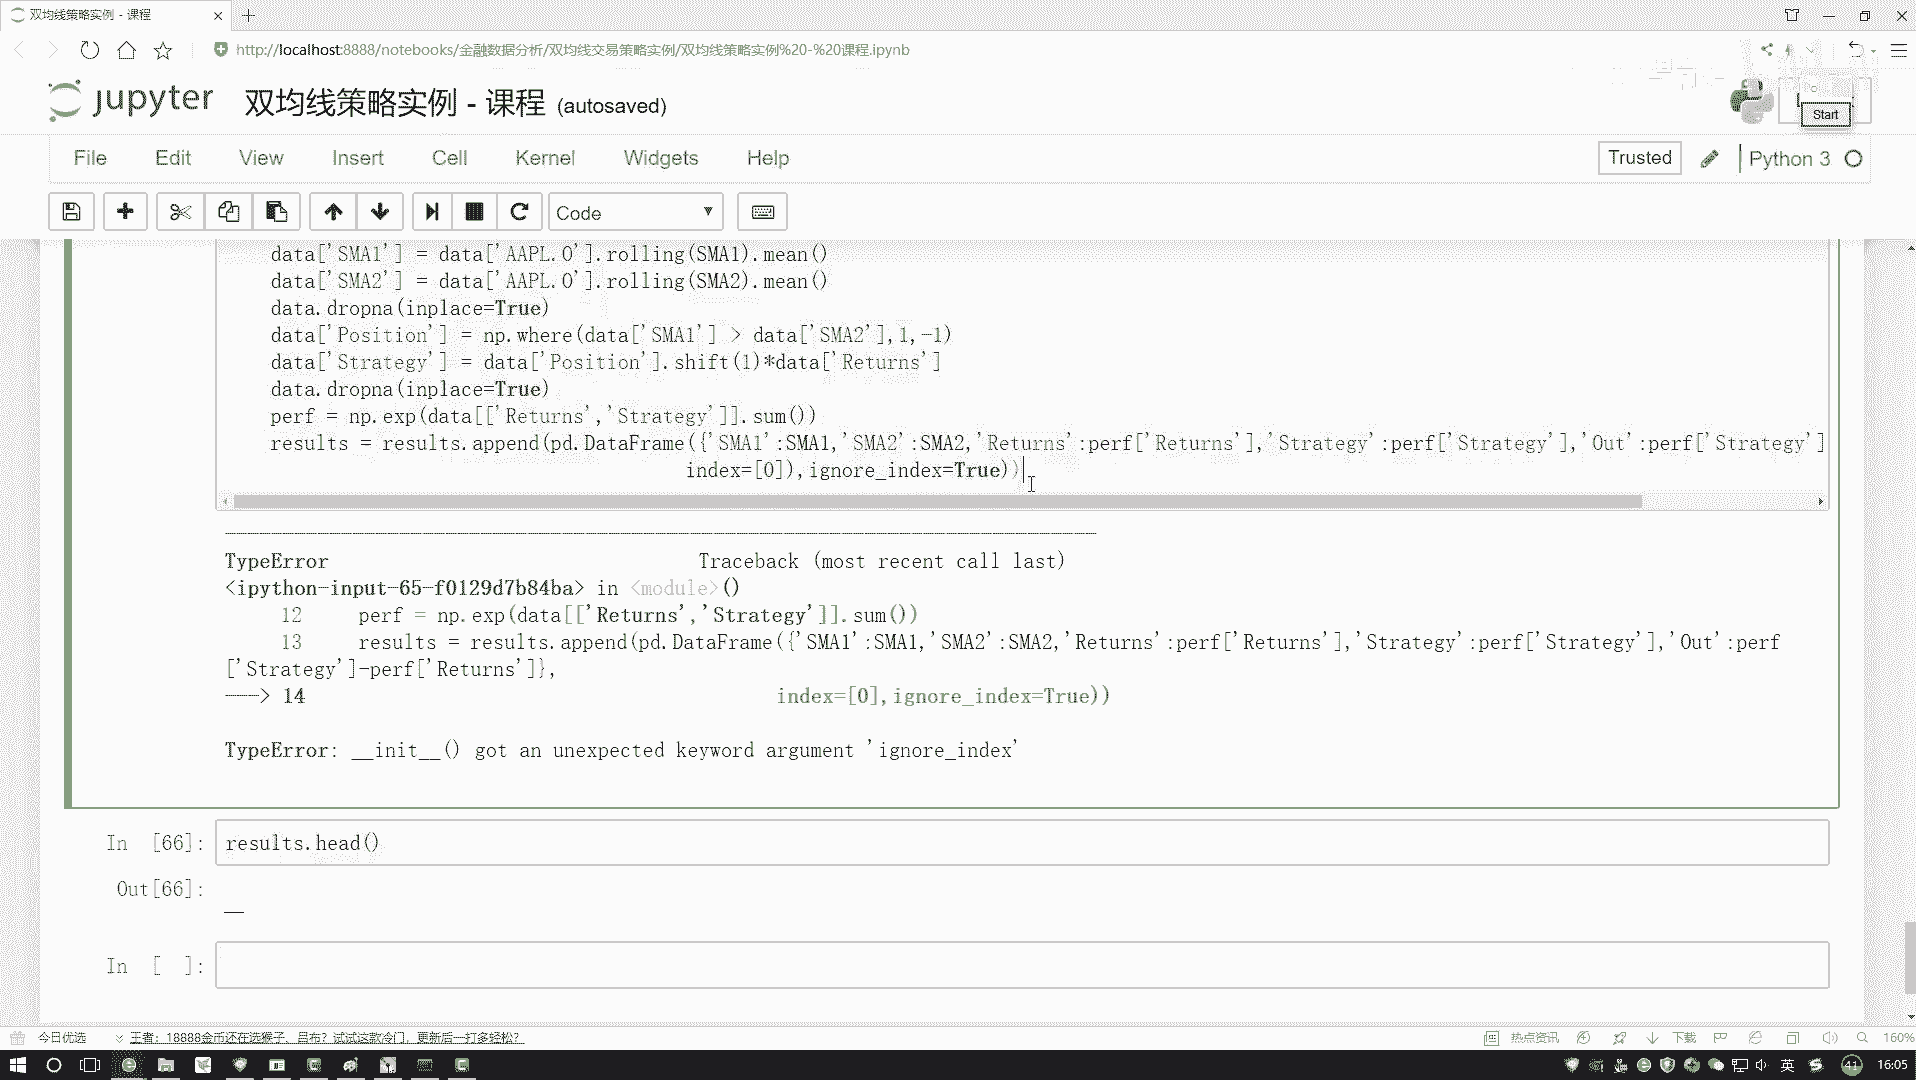 双均线策略实例 - 课程
http://localhost:8888/notebooks/金融数据分析/双均线交易策略实例/双均线策略实例%20-%20课程.ipynb
jupyter 双均线策略实例 - 课程 (autosaved)
Start
File Edit View Insert Cell Kernel Widgets Help
Trusted Python 3
Code
data['SMA1'] = data['AAPL.O'].rolling(SMA1).mean()
data['SMA2'] = data['AAPL.O'].rolling(SMA2).mean()
data.dropna(inplace=True)
data['Position'] = np.where(data['SMA1'] > data['SMA2'],1,-1)
data['Strategy'] = data['Position'].shift(1)*data['Returns']
data.dropna(inplace=True)
perf = np.exp(data[['Returns','Strategy']].sum())
results = results.append(pd.DataFrame({'SMA1':SMA1,'SMA2':SMA2,'Returns':perf['Returns'],'Strategy':perf['Strategy'],'Out':perf['Strategy']
index=[0]),ignore_index=True))
TypeError Traceback (most recent call last)
<ipython-input-65-f0129d7b84ba> in <module>()
12 perf = np.exp(data[['Returns','Strategy']].sum())
13 results = results.append(pd.DataFrame({'SMA1':SMA1,'SMA2':SMA2,'Returns':perf['Returns'],'Strategy':perf['Strategy'],'Out':perf
['Strategy']-perf['Returns']},
---> 14 index=[0],ignore_index=True))
TypeError: __init__() got an unexpected keyword argument 'ignore_index'
In [66]: results.head()
Out[66]:
In [ ]:
今日优选 王者：18888金币还在选猴子、吕布？试试这款冷门，更新后一打多轻松? 热点资讯 下载 160%
英 41 16:05